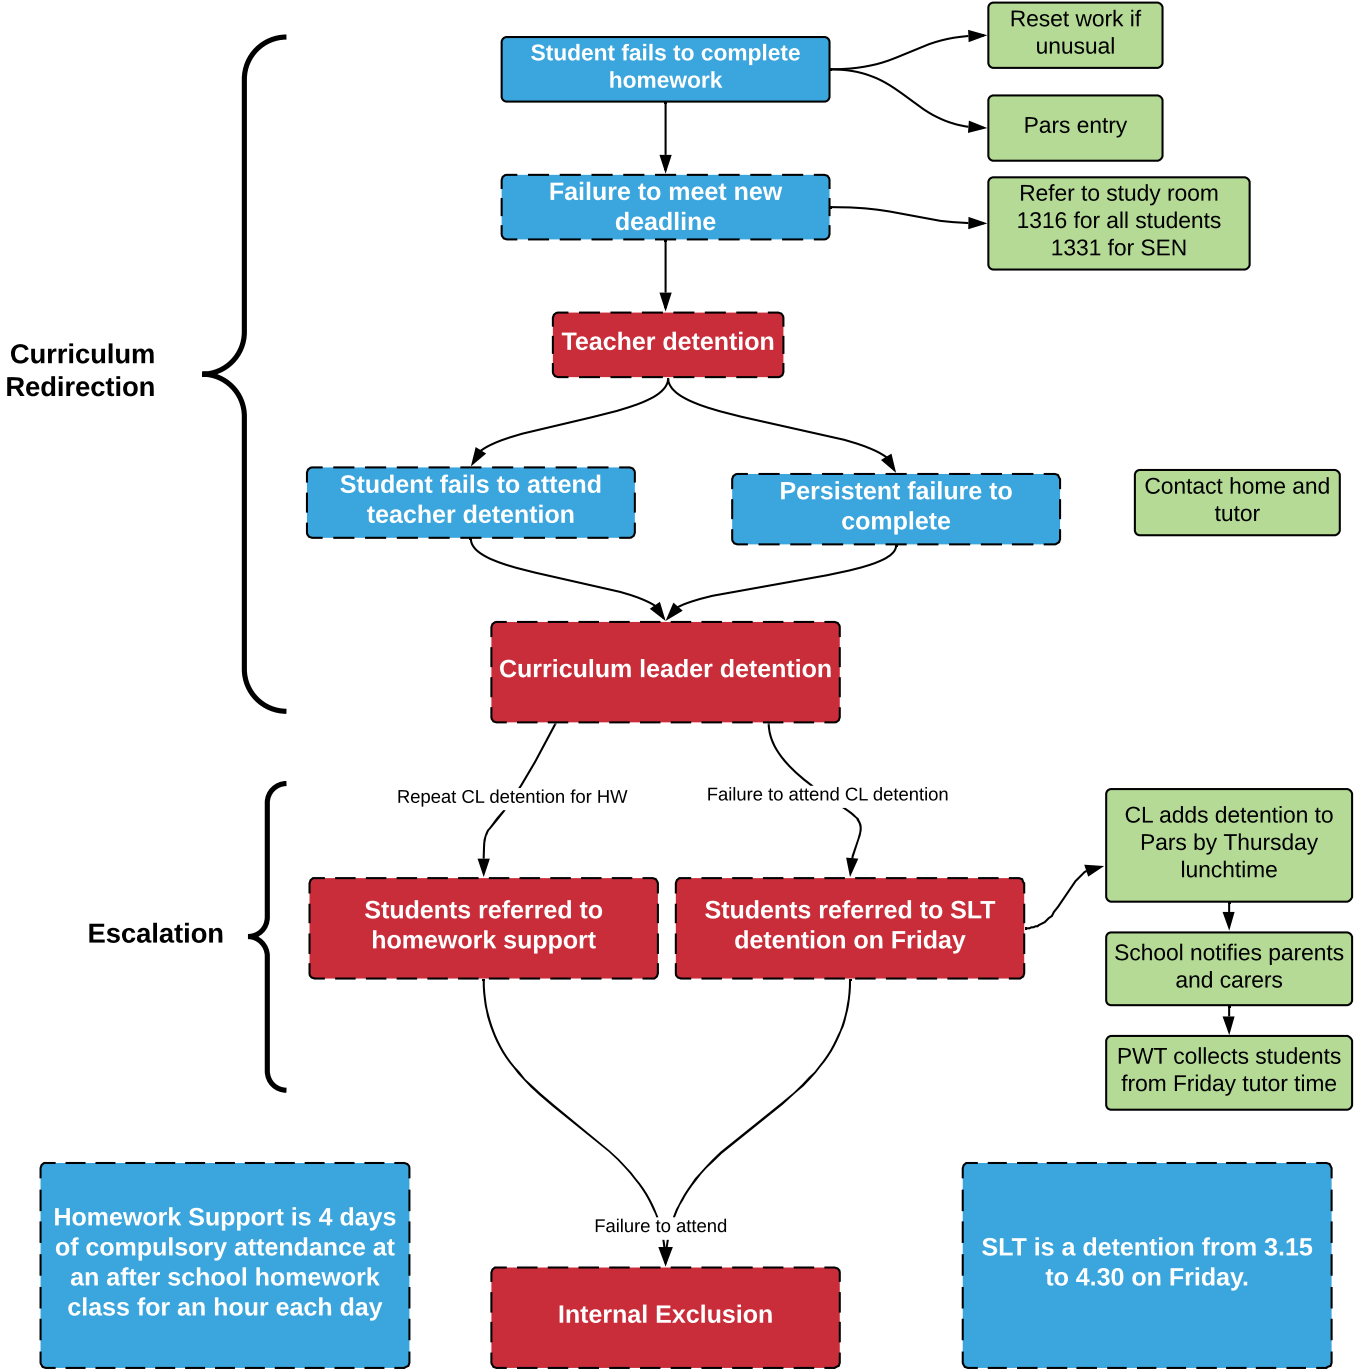 Student fails to complete
homework
Reset work if
unusual
Pars entry
Failure to meet new
deadline
Refer to study room
1316 for all students
1331 for SEN
Teacher detention
Curriculum
Redirection
Student fails to attend
teacher detention
Persistent failure to
complete
Contact home and
tutor
Curriculum leader detention
Repeat CL detention for HW
Failure to attend CL detention
CL adds detention to
Pars by Thursday
lunchtime
Escalation
Students referred to
homework support
Students referred to SLT
detention on Friday
School notifies parents
and carers
PWT collects students
from Friday tutor time
Homework Support is 4 days
of compulsory attendance at
an after school homework
class for an hour each day
Failure to attend
Internal Exclusion
SLT is a detention from 3.15
to 4.30 on Friday.